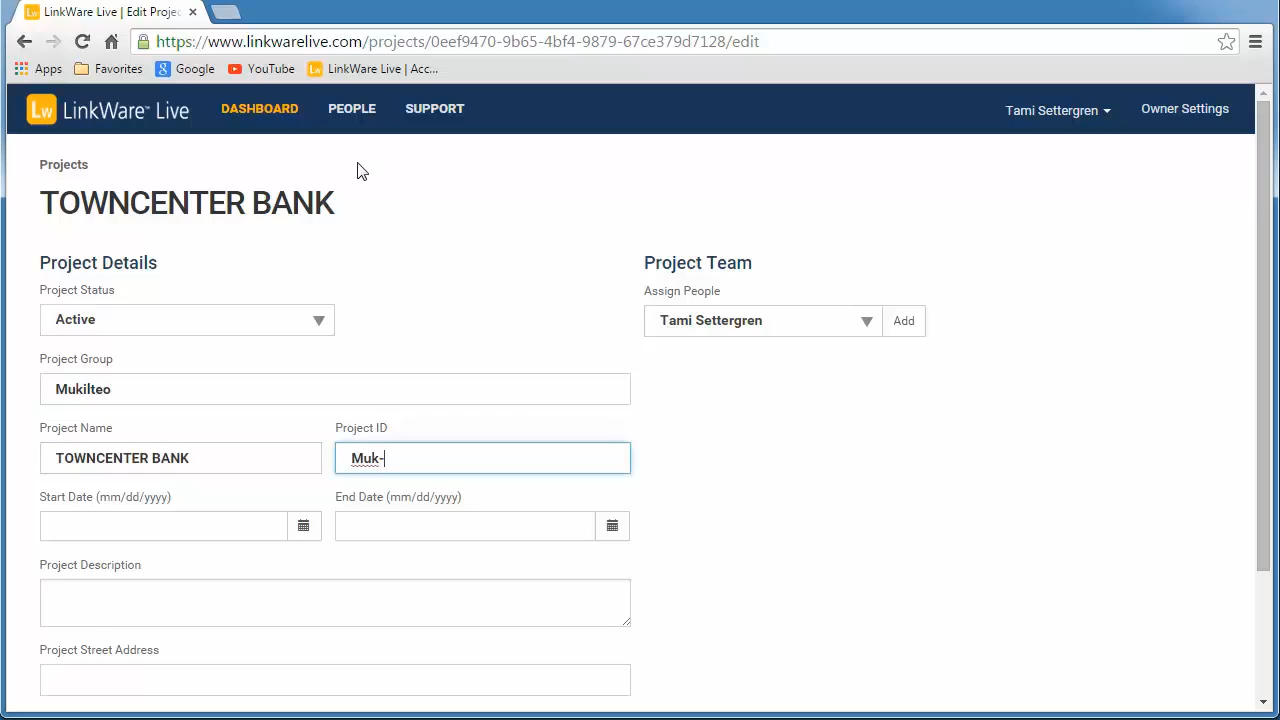 LinkWare Live | Edit Projec
https://www.linkwarelive.com/projects/0eef9470-9b65-4bf4-9879-67ce379d7128/edit
Apps Favorites Google YouTube LinkWare Live | Acc...
Lw LinkWare™ Live DASHBOARD PEOPLE SUPPORT Tami Settergren Owner Settings
Projects
TOWNCENTER BANK
Project Details
Project Team
Project Status
Assign People
Active
Tami Settergren Add
Project Group
Mukilteo
Project Name Project ID
TOWNCENTER BANK Muk-
Start Date (mm/dd/yyyy) End Date (mm/dd/yyyy)
Project Description
Project Street Address